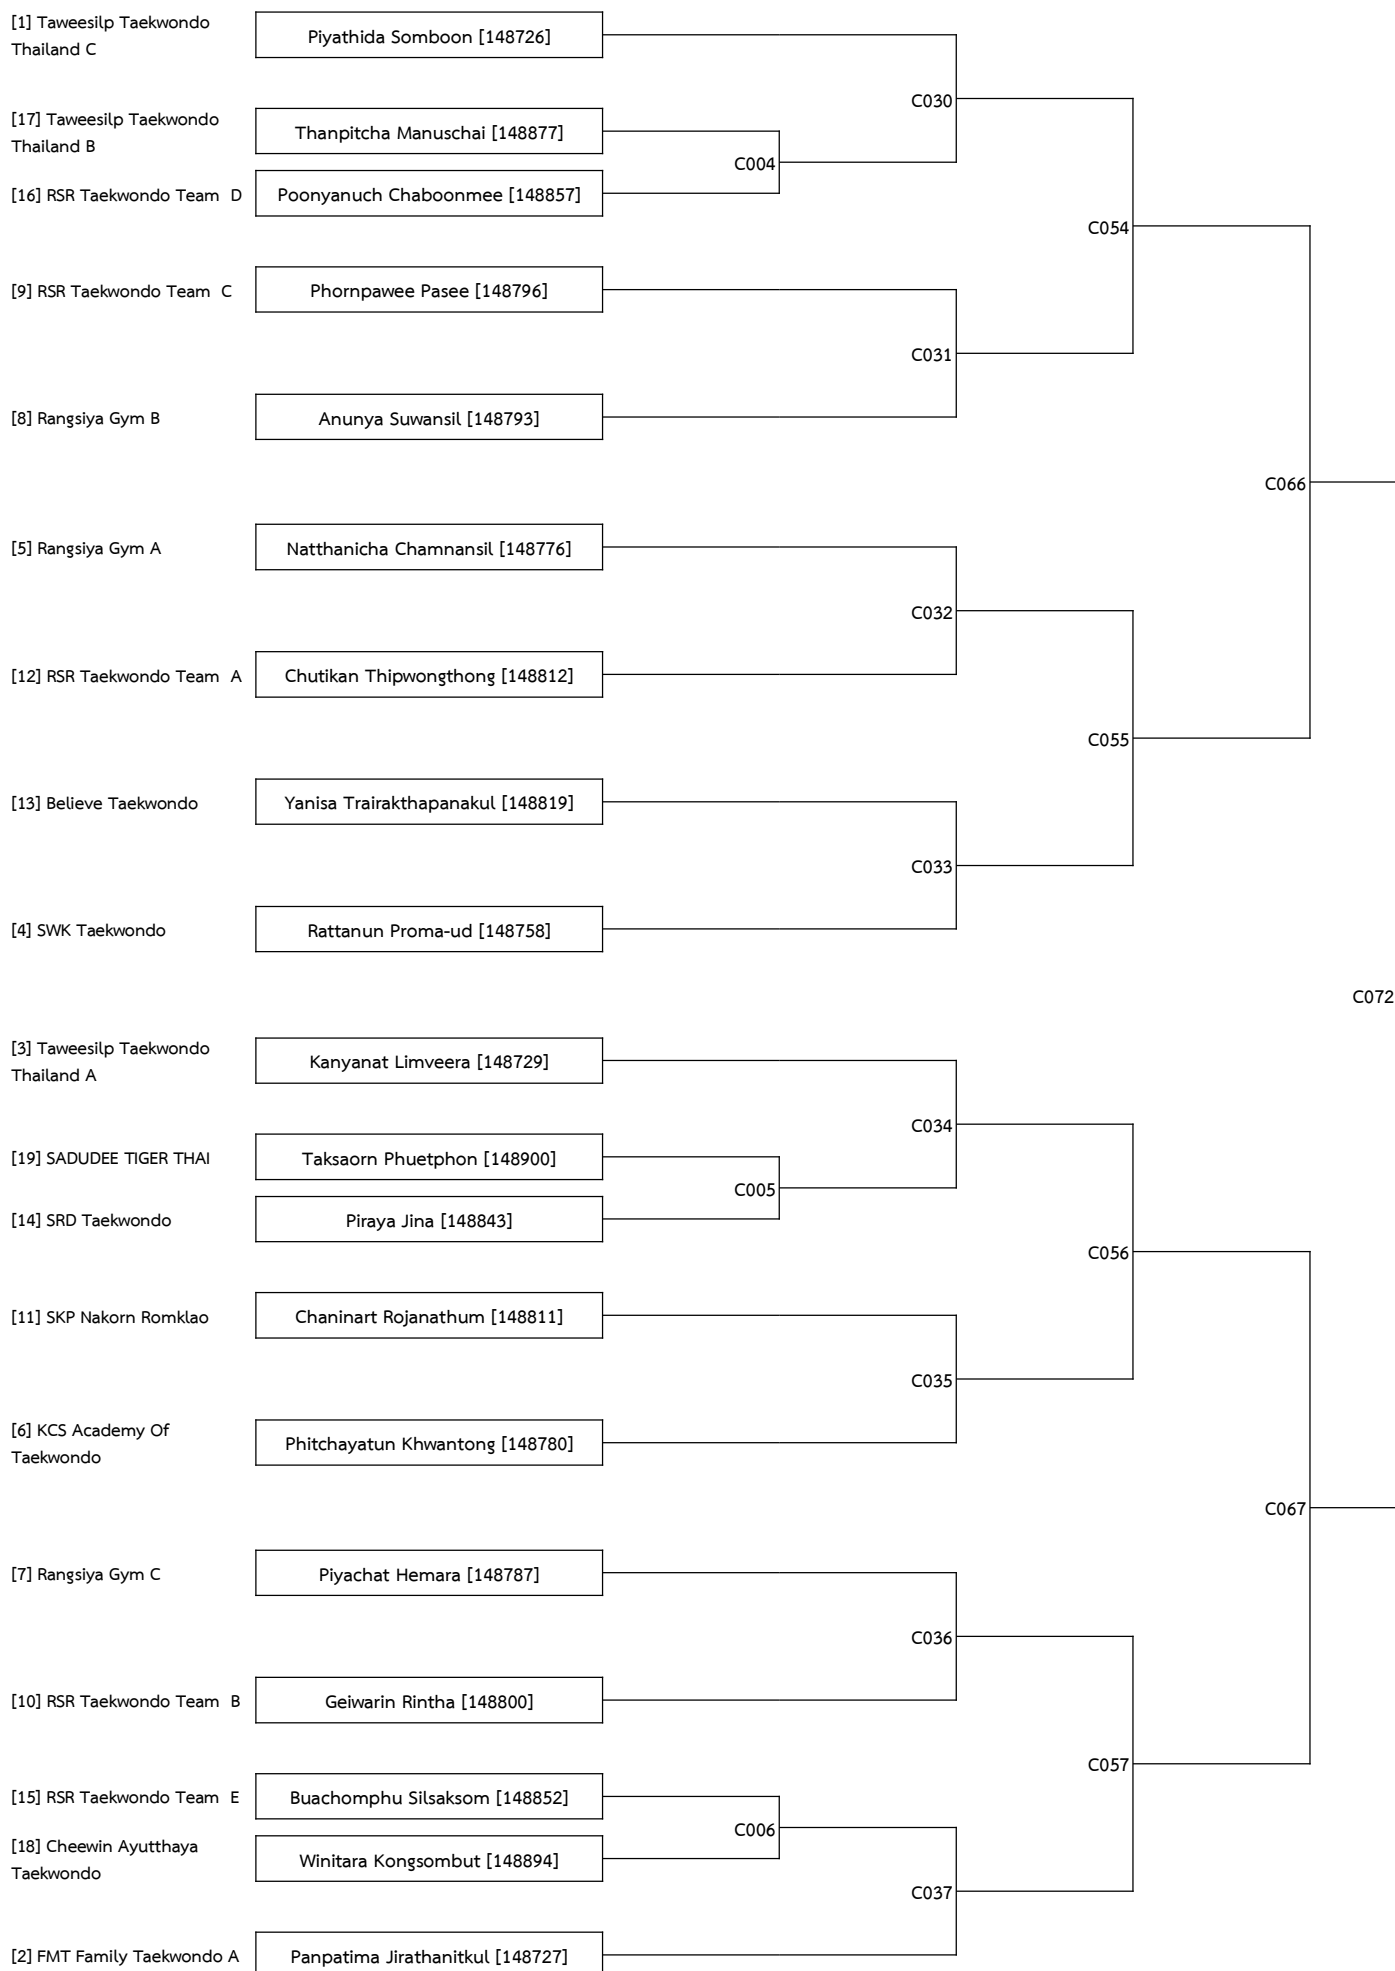 [1] Taweesilp Taekwondo
Thailand C
Piyathida Somboon [148726]
C030
[17] Taweesilp Taekwondo
Thailand B
Thanpitcha Manuschai [148877]
C004
[16] RSR Taekwondo Team D
Poonyanuch Chaboonmee [148857]
C054
[9] RSR Taekwondo Team C
Phornpawee Pasee [148796]
C031
[8] Rangsiya Gym B
Anunya Suwansil [148793]
C066
[5] Rangsiya Gym A
Natthanicha Chamnansil [148776]
C032
[12] RSR Taekwondo Team A
Chutikan Thipwongthong [148812]
C055
[13] Believe Taekwondo
Yanisa Trairakthapanakul [148819]
C033
[4] SWK Taekwondo
Rattanun Proma-ud [148758]
C072
[3] Taweesilp Taekwondo
Thailand A
Kanyanat Limveera [148729]
C034
[19] SADUDEE TIGER THAI
Taksaorn Phuetphon [148900]
C005
[14] SRD Taekwondo
Piraya Jina [148843]
C056
[11] SKP Nakorn Romklao
Chaninart Rojanathum [148811]
C035
[6] KCS Academy Of
Taekwondo
Phitchayatun Khwantong [148780]
C067
[7] Rangsiya Gym C
Piyachat Hemara [148787]
C036
[10] RSR Taekwondo Team B
Geiwarin Rintha [148800]
C057
[15] RSR Taekwondo Team E
Buachomphu Silsaksom [148852]
C006
[18] Cheewin Ayutthaya
Taekwondo
Winitara Kongsombut [148894]
C037
[2] FMT Family Taekwondo A
Panpatima Jirathanitkul [148727]